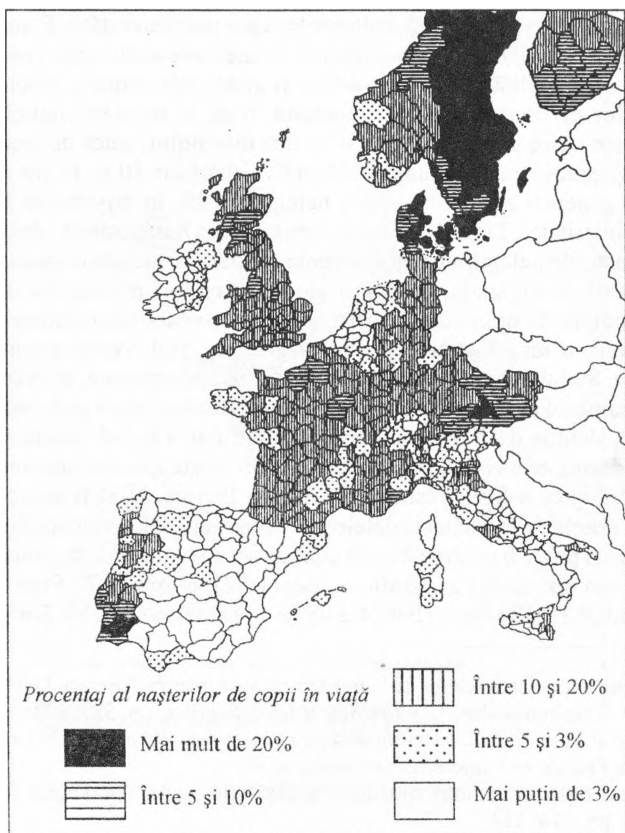 Procentaj al nașterilor de copii în viață
Mai mult de 20%
Între 5 și 10%
Între 10 și 20%
Între 5 și 3%
Mai puțin de 3%